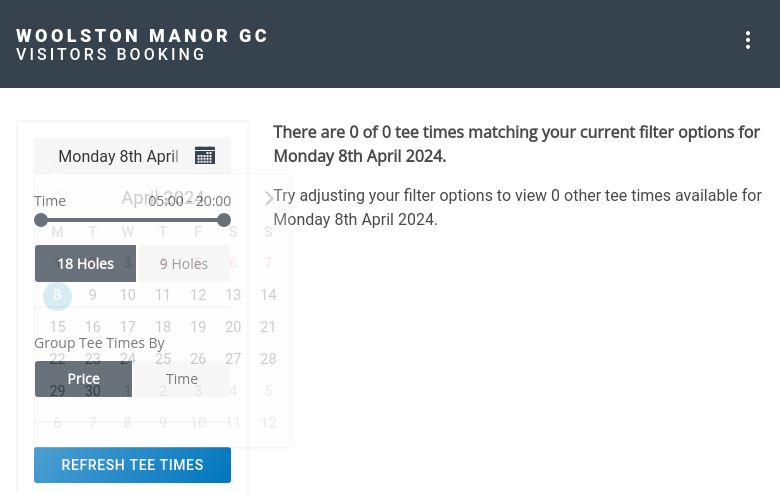 WOOLSTON MANOR GC
VISITORS BOOKING
Monday 8th April
There are 0 of 0 tee times matching your current filter options for
Monday 8th April 2024.
Try adjusting your filter options to view 0 other tee times available for
Monday 8th April 2024.
April 2024
Time 05:00 - 20:00
M T W T F S S
18 Holes 9 Holes
3 5 6 7
8 9 10 11 12 13 14
15 16 17 18 19 20 21
Group Tee Times By
22 23 24 25 26 27 28
Price Time
29 30 1 2 3 4 5
6 7 8 9 10 11 12
REFRESH TEE TIMES